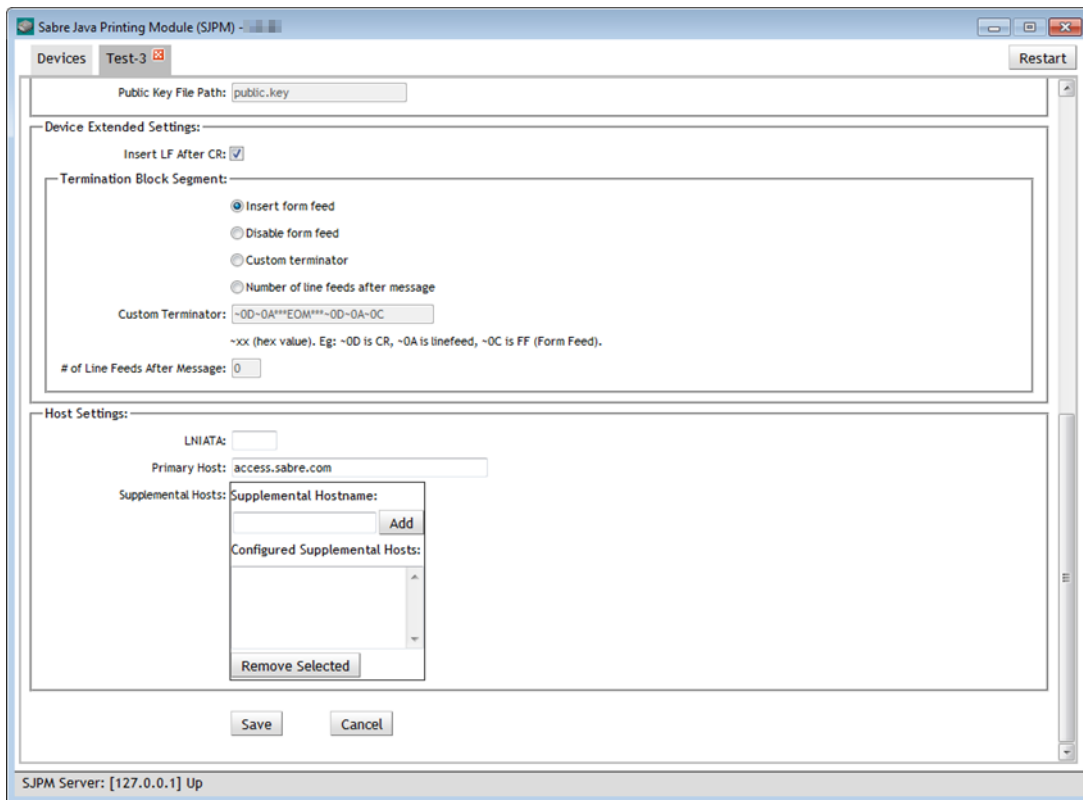 Sabre Java Printing Module (SJPM) -
Devices Test-3 Restart
Public Key File Path: public.key
Device Extended Settings:
Insert LF After CR:
Termination Block Segment:
Insert form feed
Disable form feed
Custom terminator
Number of line feeds after message
Custom Terminator: ~0D~0A***EOM***~0D~0A~0C
~xx (hex value). Eg: ~0D is CR, ~0A is linefeed, ~0C is FF (Form Feed).
# of Line Feeds After Message: 0
Host Settings:
LNIATA:
Primary Host: access.sabre.com
Supplemental Hosts: Supplemental Hostname:
Add
Configured Supplemental Hosts:
Remove Selected
Save Cancel
SJPM Server: [127.0.0.1] Up